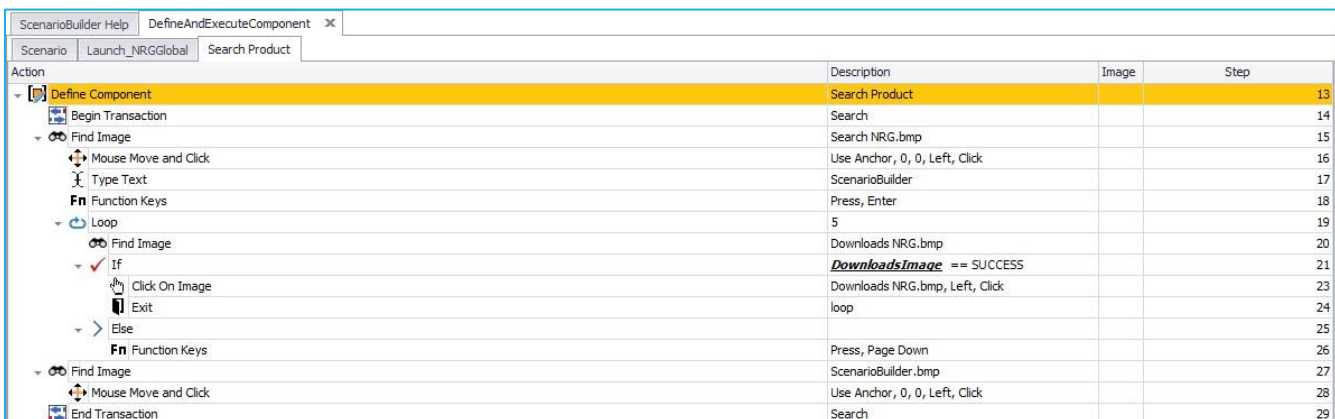 ScenarioBuilder Help DefineAndExecuteComponent x
Scenario Launch_NRGGlobal Search Product
Action Description Image Step
Define Component Search Product 13
Begin Transaction Search 14
Find Image Search NRG.bmp 15
Mouse Move and Click Use Anchor, 0, 0, Left, Click 16
Type Text ScenarioBuilder 17
Fn Function Keys Press, Enter 18
Loop 5 19
Find Image Downloads NRG.bmp 20
If DownloadsImage == SUCCESS 21
Click On Image Downloads NRG.bmp, Left, Click 23
Exit loop 24
Else 25
Fn Function Keys Press, Page Down 26
Find Image ScenarioBuilder.bmp 27
Mouse Move and Click Use Anchor, 0, 0, Left, Click 28
End Transaction Search 29